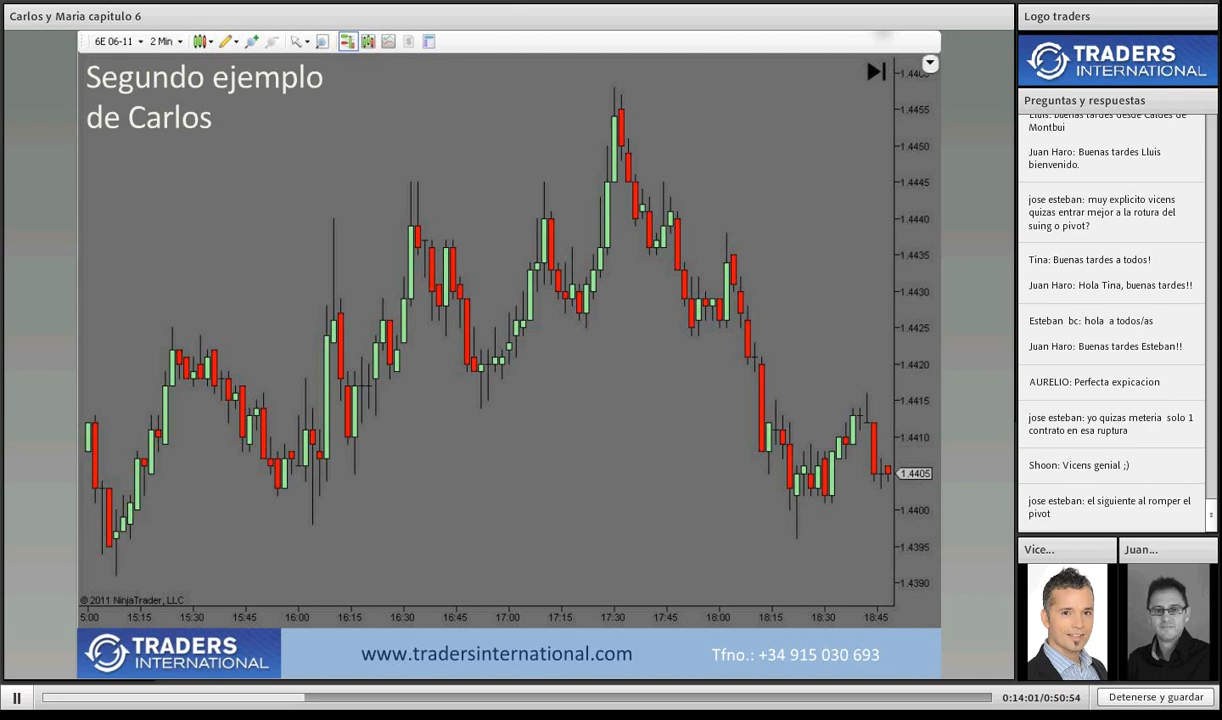 Carlos y Maria capitulo 6
6E 06-11
2 Min
Segundo ejemplo
de Carlos
1.4455
1.4450
1.4445
1.4440
1.4435
1.4430
1.4425
1.4420
1.4415
1.4410
1.4405
1.4400
1.4395
1.4390
© 2011 NinjaTrader, LLC
5:00 15:15 15:30 15:45 16:00 16:15 16:30 16:45 17:00 17:15 17:30 17:45 18:00 18:15 18:30 18:45
TRADERS
INTERNATIONAL
www.tradersinternational.com
Tfno.: +34 915 030 693
Logo traders
TRADERS
INTERNATIONAL
Preguntas y respuestas
Lluis: buenas tardes desde Caldes de
Montbui
Juan Haro: Buenas tardes Lluis
bienvenido.
jose esteban: muy explicito vicens
quizas entrar mejor a la rotura del
suing o pivot?
Tina: Buenas tardes a todos!
Juan Haro: Hola Tina, buenas tardes!!
Esteban bc: hola a todos/as
Juan Haro: Buenas tardes Esteban!!
AURELIO: Perfecta expicacion
jose esteban: yo quizas meteria solo 1
contrato en esa ruptura
Shoon: Vicens genial ;)
jose esteban: el siguiente al romper el
pivot
Vice...
Juan...
0:14:01/0:50:54
Detenerse y guardar